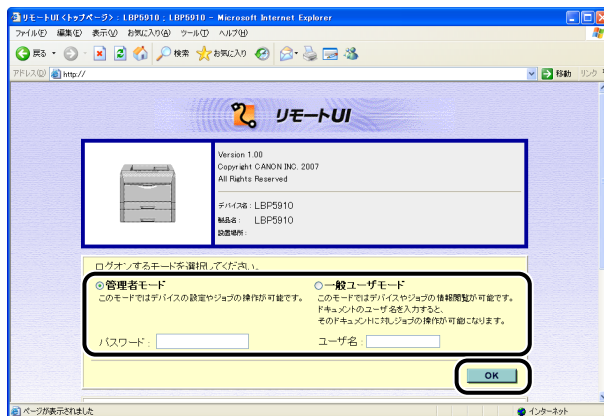 リモートUI <トップページ> : LBP5910 ; LBP5910 - Microsoft Internet Explorer
ファイル(F) 編集(E) 表示(V) お気に入り(A) ツール(T) ヘルプ(H)
戻る 検索 お気に入り
アドレス(D) http:// 移動 リンク
リモートUI
Version 1.00
Copyright CANON INC. 2007
All Rights Reserved
デバイス名 : LBP5910
製品名 : LBP5910
設置場所 :
ログオンするモードを選択してください。
管理者モード
このモードではデバイスの設定やジョブの操作が可能です。
パスワード :
一般ユーザモード
このモードではデバイスやジョブの情報閲覧が可能です。
ドキュメントのユーザ名を入力すると、
そのドキュメントに対しジョブの操作が可能になります。
ユーザ名 :
OK
ページが表示されました インターネット